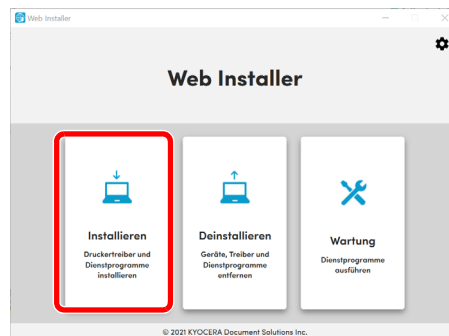 Web Installer
Web Installer
Installieren
Druckertreiber und
Dienstprogramme
installieren
Deinstallieren
Geräte, Treiber und
Dienstprogramme
entfernen
Wartung
Dienstprogramme
ausführen
© 2021 KYOCERA Document Solutions Inc.